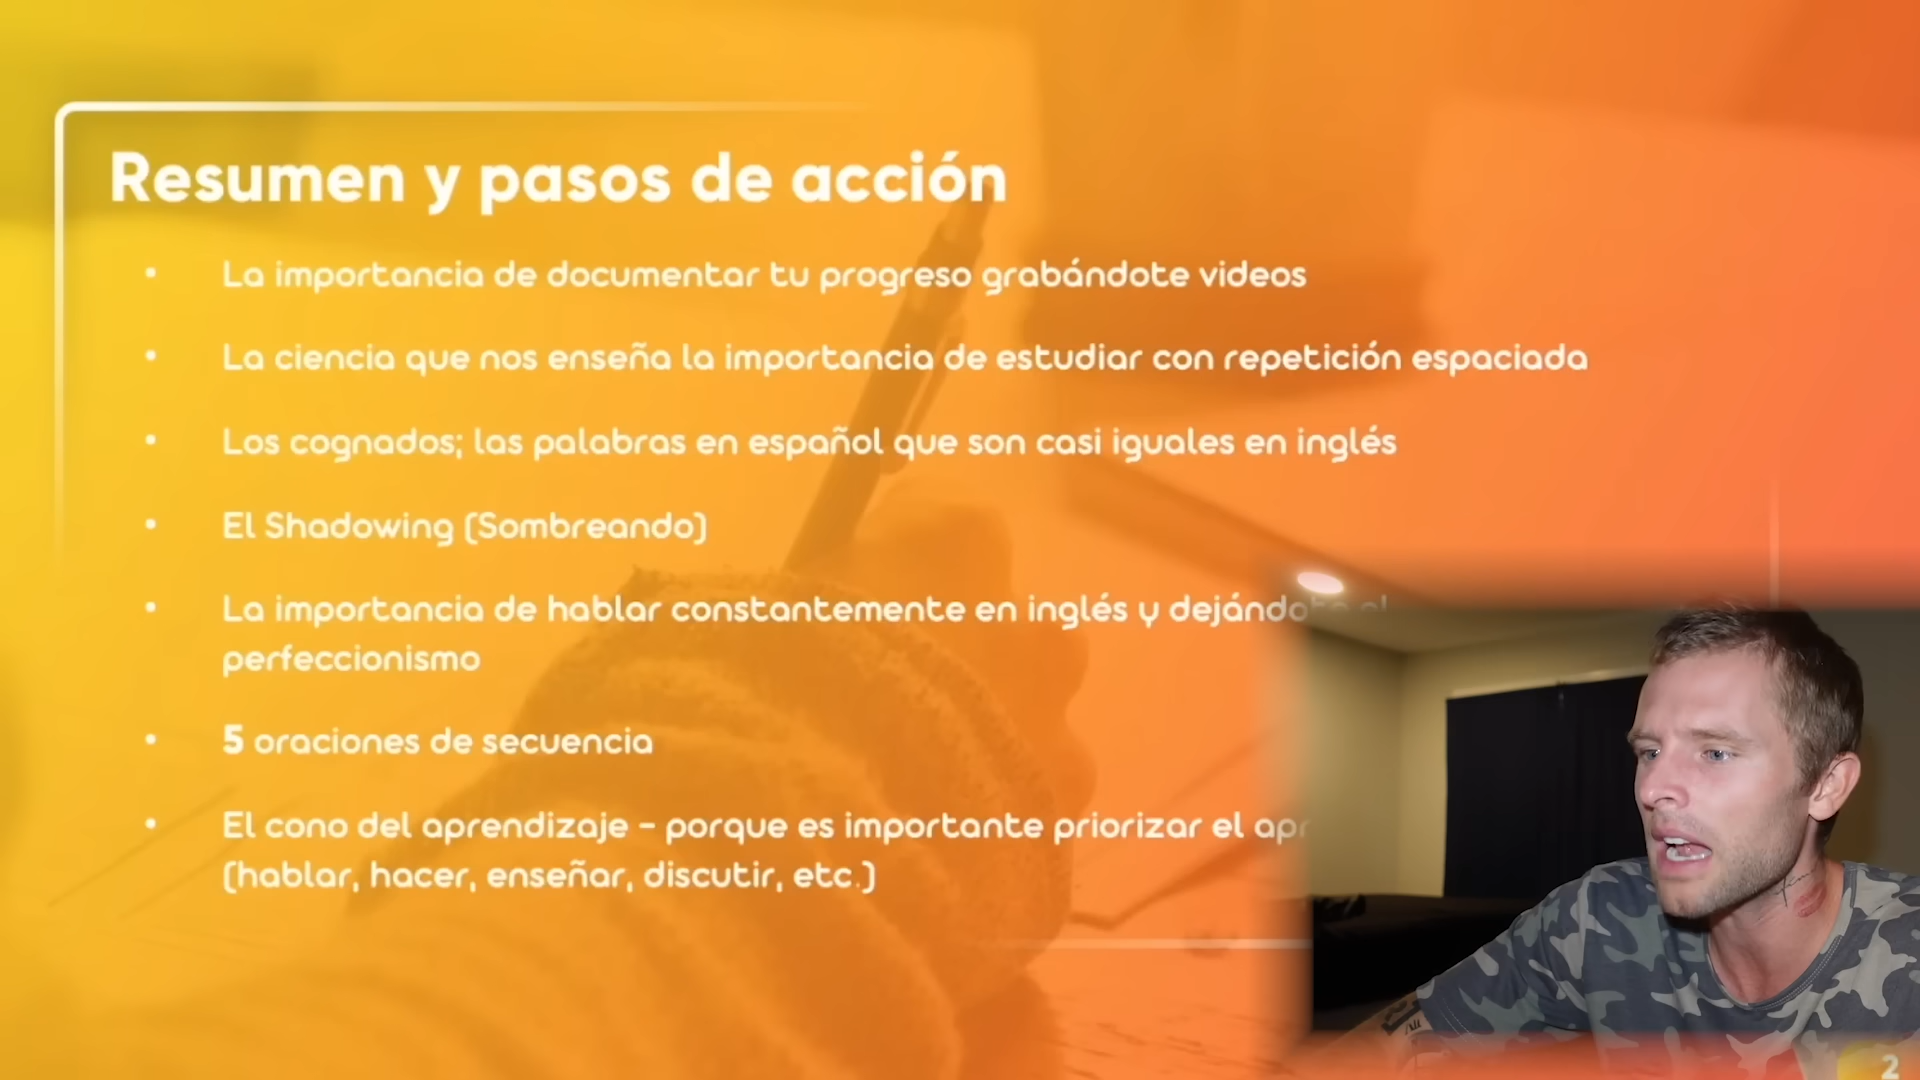 Resumen y pasos de acción
• La importancia de documentar tu progreso grabándote videos
• La ciencia que nos enseña la importancia de estudiar con repetición espaciada
• Los cognados; las palabras en español que son casi iguales en inglés
• El Shadowing (Sombreando)
• La importancia de hablar constantemente en inglés y
perfeccionismo
• 5 oraciones de secuencia
• El cono del aprendizaje – porque es importante priorizar el
(hablar, hacer, enseñar, discutir, etc.)
2